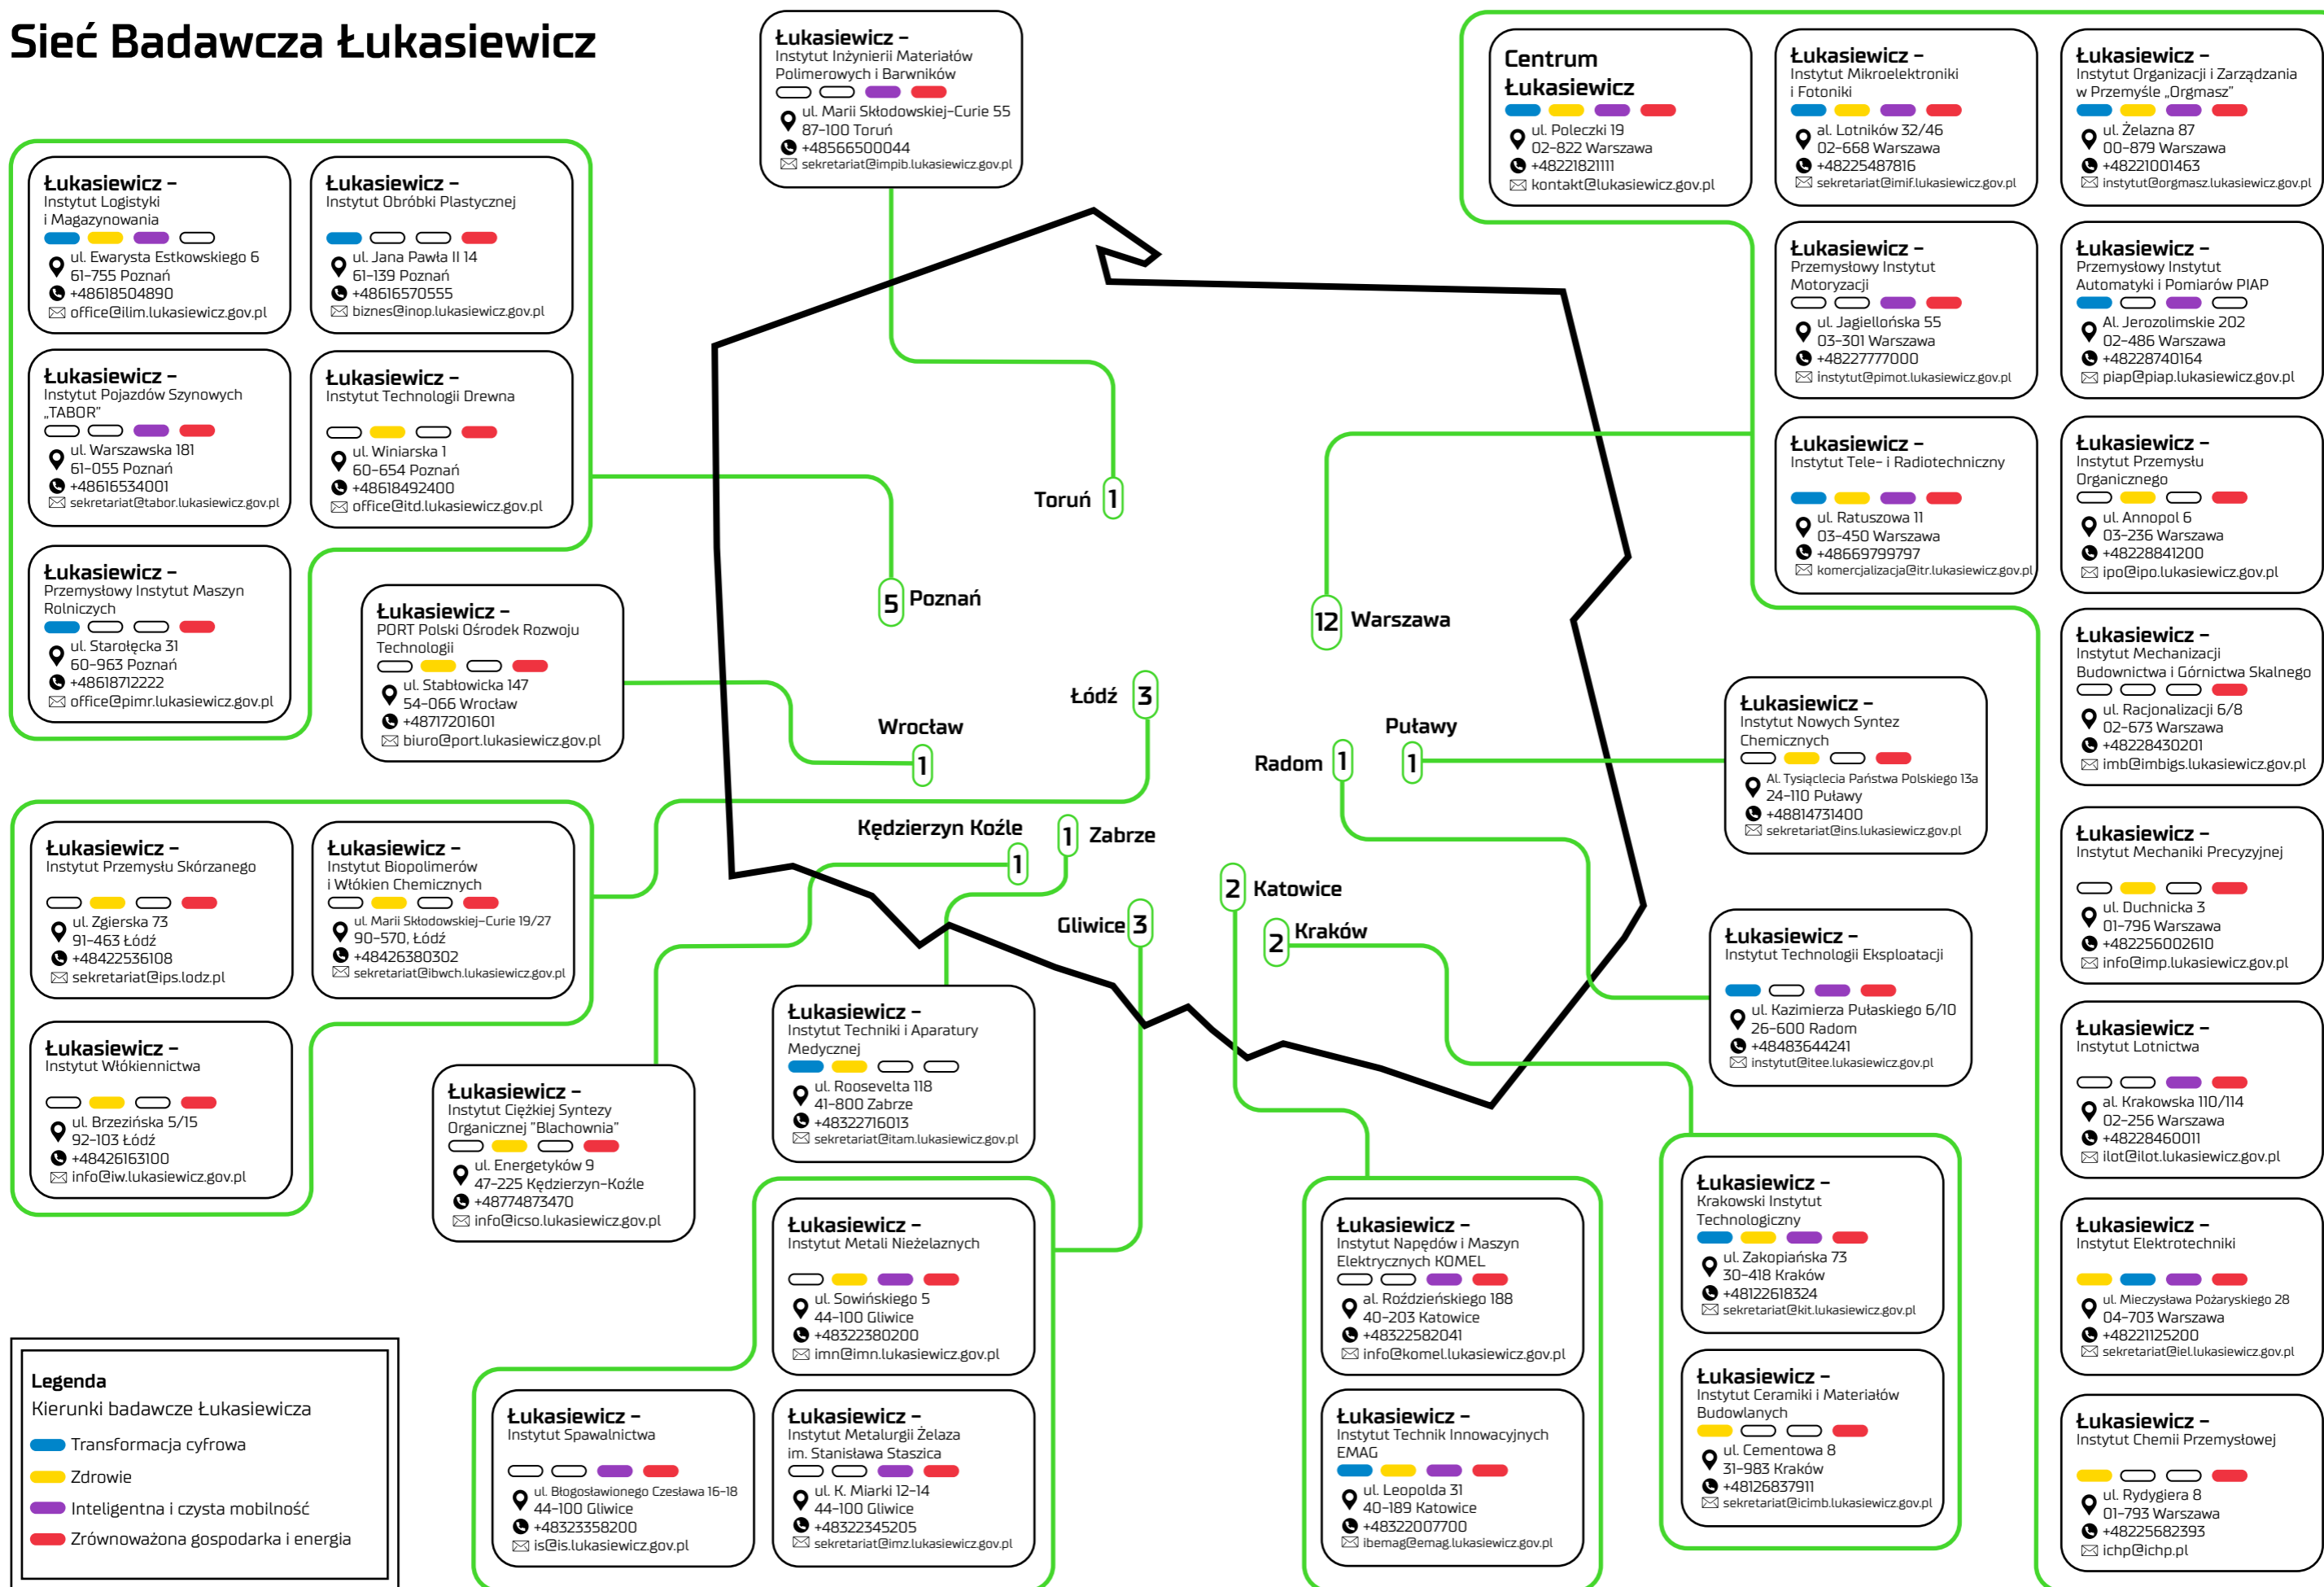 Sieć Badawcza Łukasiewicz
Łukasiewicz –
Instytut Inżynierii Materiałów
Polimerowych i Barwników
ul. Marii Skłodowskiej-Curie 55
87-100 Toruń
+48566500044
sekretariat@impib.lukasiewicz.gov.pl
Centrum
Łukasiewicz
ul. Poleczki 19
02-822 Warszawa
+48221821111
kontakt@lukasiewicz.gov.pl
Łukasiewicz –
Instytut Mikroelektroniki
i Fotoniki
al. Lotników 32/46
02-668 Warszawa
+48225487816
sekretariat@imif.lukasiewicz.gov.pl
Łukasiewicz –
Instytut Organizacji i Zarządzania
w Przemyśle „Orgmasz”
ul. Żelazna 87
00-879 Warszawa
+48221001463
instytut@orgmasz.lukasiewicz.gov.pl
Łukasiewicz –
Instytut Logistyki
i Magazynowania
ul. Ewarysta Estkowskiego 6
61-755 Poznań
+48618504890
office@ilim.lukasiewicz.gov.pl
Łukasiewicz –
Instytut Obróbki Plastycznej
ul. Jana Pawła II 14
61-139 Poznań
+48616570555
biznes@inop.lukasiewicz.gov.pl
Łukasiewicz –
Przemysłowy Instytut
Motoryzacji
ul. Jagiellońska 55
03-301 Warszawa
+48227777000
instytut@pimot.lukasiewicz.gov.pl
Łukasiewicz –
Przemysłowy Instytut
Automatyki i Pomiarów PIAP
Al. Jerozolimskie 202
02-486 Warszawa
+48228740164
piap@piap.lukasiewicz.gov.pl
Łukasiewicz –
Instytut Pojazdów Szynowych
„TABOR”
ul. Warszawska 181
61-055 Poznań
+48616534001
sekretariat@tabor.lukasiewicz.gov.pl
Łukasiewicz –
Instytut Technologii Drewna
ul. Winiarska 1
60-654 Poznań
+48618492400
office@itd.lukasiewicz.gov.pl
Łukasiewicz –
Instytut Tele- i Radiotechniczny
ul. Ratuszowa 11
03-450 Warszawa
+48669799797
komercjalizacja@itr.lukasiewicz.gov.pl
Łukasiewicz –
Instytut Przemysłu
Organicznego
ul. Annopol 6
03-236 Warszawa
+48228841200
ipo@ipo.lukasiewicz.gov.pl
Toruń 1
5 Poznań
12 Warszawa
Łukasiewicz –
Przemysłowy Instytut Maszyn
Rolniczych
ul. Starołęcka 31
60-963 Poznań
+48618712222
office@pimr.lukasiewicz.gov.pl
Łukasiewicz –
PORT Polski Ośrodek Rozwoju
Technologii
ul. Stabłowicka 147
54-066 Wrocław
+48717201601
biuro@port.lukasiewicz.gov.pl
Łukasiewicz –
Instytut Mechanizacji
Budownictwa i Górnictwa Skalnego
ul. Racjonalizacji 6/8
02-673 Warszawa
+48228430201
imb@imbigs.lukasiewicz.gov.pl
Łódź 3
Wrocław
1
Radom 1
Puławy
1
Łukasiewicz –
Instytut Nowych Syntez
Chemicznych
Al. Tysiąclecia Państwa Polskiego 13a
24-110 Puławy
+48814731400
sekretariat@ins.lukasiewicz.gov.pl
Łukasiewicz –
Instytut Przemysłu Skórzanego
ul. Zgierska 73
91-463 Łódź
+48422536108
sekretariat@ips.lodz.pl
Łukasiewicz –
Instytut Biopolimerów
i Włókien Chemicznych
ul. Marii Skłodowskiej-Curie 19/27
90-570, Łódź
+48426380302
sekretariat@ibwch.lukasiewicz.gov.pl
Kędzierzyn Koźle
1
1 Zabrze
Gliwice 3
2 Katowice
2 Kraków
Łukasiewicz –
Instytut Mechaniki Precyzyjnej
ul. Duchnicka 3
01-796 Warszawa
+482256002610
info@imp.lukasiewicz.gov.pl
Łukasiewicz –
Instytut Technologii Eksploatacji
ul. Kazimierza Pułaskiego 6/10
26-600 Radom
+48483644241
instytut@itee.lukasiewicz.gov.pl
Łukasiewicz –
Instytut Włókiennictwa
ul. Brzezińska 5/15
92-103 Łódź
+48426163100
info@iw.lukasiewicz.gov.pl
Łukasiewicz –
Instytut Ciężkiej Syntezy
Organicznej "Blachownia"
ul. Energetyków 9
47-225 Kędzierzyn-Koźle
+48774873470
info@icso.lukasiewicz.gov.pl
Łukasiewicz –
Instytut Techniki i Aparatury
Medycznej
ul. Roosevelta 118
41-800 Zabrze
+48322716013
sekretariat@itam.lukasiewicz.gov.pl
Łukasiewicz –
Instytut Lotnictwa
al. Krakowska 110/114
02-256 Warszawa
+48228460011
ilot@ilot.lukasiewicz.gov.pl
Łukasiewicz –
Instytut Metali Nieżelaznych
ul. Sowińskiego 5
44-100 Gliwice
+48322380200
imn@imn.lukasiewicz.gov.pl
Łukasiewicz –
Instytut Napędów i Maszyn
Elektrycznych KOMEL
al. Roździeńskiego 188
40-203 Katowice
+48322582041
info@komel.lukasiewicz.gov.pl
Łukasiewicz –
Krakowski Instytut
Technologiczny
ul. Zakopiańska 73
30-418 Kraków
+48122618324
sekretariat@kit.lukasiewicz.gov.pl
Łukasiewicz –
Instytut Elektrotechniki
ul. Mieczysława Pożaryskiego 28
04-703 Warszawa
+48221125200
sekretariat@iel.lukasiewicz.gov.pl
Legenda
Kierunki badawcze Łukasiewicza
Transformacja cyfrowa
Zdrowie
Inteligentna i czysta mobilność
Zrównoważona gospodarka i energia
Łukasiewicz –
Instytut Spawalnictwa
ul. Błogosławionego Czesława 16-18
44-100 Gliwice
+48323358200
is@is.lukasiewicz.gov.pl
Łukasiewicz –
Instytut Metalurgii Żelaza
im. Stanisława Staszica
ul. K. Miarki 12-14
44-100 Gliwice
+48322345205
sekretariat@imz.lukasiewicz.gov.pl
Łukasiewicz –
Instytut Technik Innowacyjnych
EMAG
ul. Leopolda 31
40-189 Katowice
+48322007700
ibemag@emag.lukasiewicz.gov.pl
Łukasiewicz –
Instytut Ceramiki i Materiałów
Budowlanych
ul. Cementowa 8
31-983 Kraków
+48126837911
sekretariat@icimb.lukasiewicz.gov.pl
Łukasiewicz –
Instytut Chemii Przemysłowej
ul. Rydygiera 8
01-793 Warszawa
+48225682393
ichp@ichp.pl